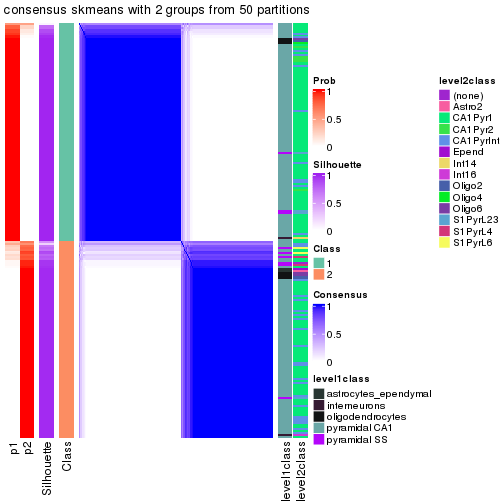 consensus skmeans with 2 groups from 50 partitions
Prob
1
0.5
0
Silhouette
1
0.5
0
Class
1
2
Consensus
1
0.5
0
level1class
astrocytes_ependymal
interneurons
oligodendrocytes
pyramidal CA1
pyramidal SS
level2class
(none)
Astro2
CA1Pyr1
CA1Pyr2
CA1PyrInt
Epend
Int14
Int16
Oligo2
Oligo4
Oligo6
S1PyrL23
S1PyrL4
S1PyrL6
p1
p2
Silhouette
Class
level1class
level2class